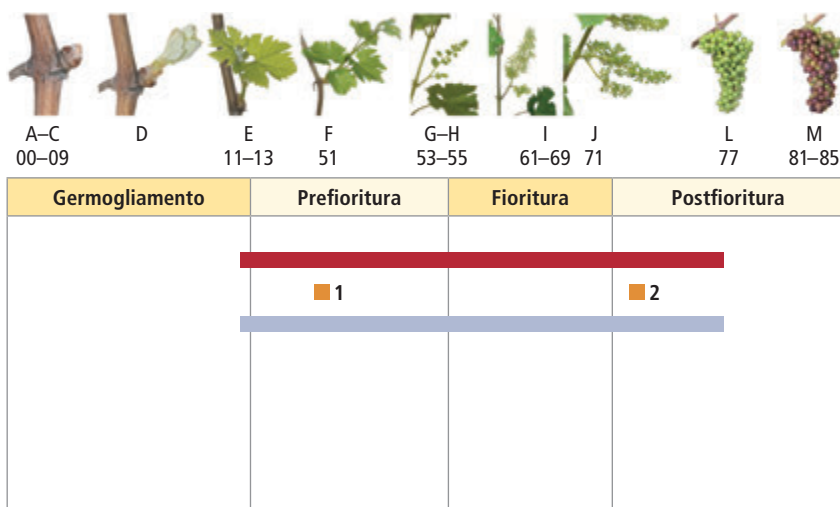 A–C D E F G–H I J L M
00–09 11–13 51 53–55 61–69 71 77 81–85
Germogliamento Prefioritura Fioritura Postfioritura
1 2